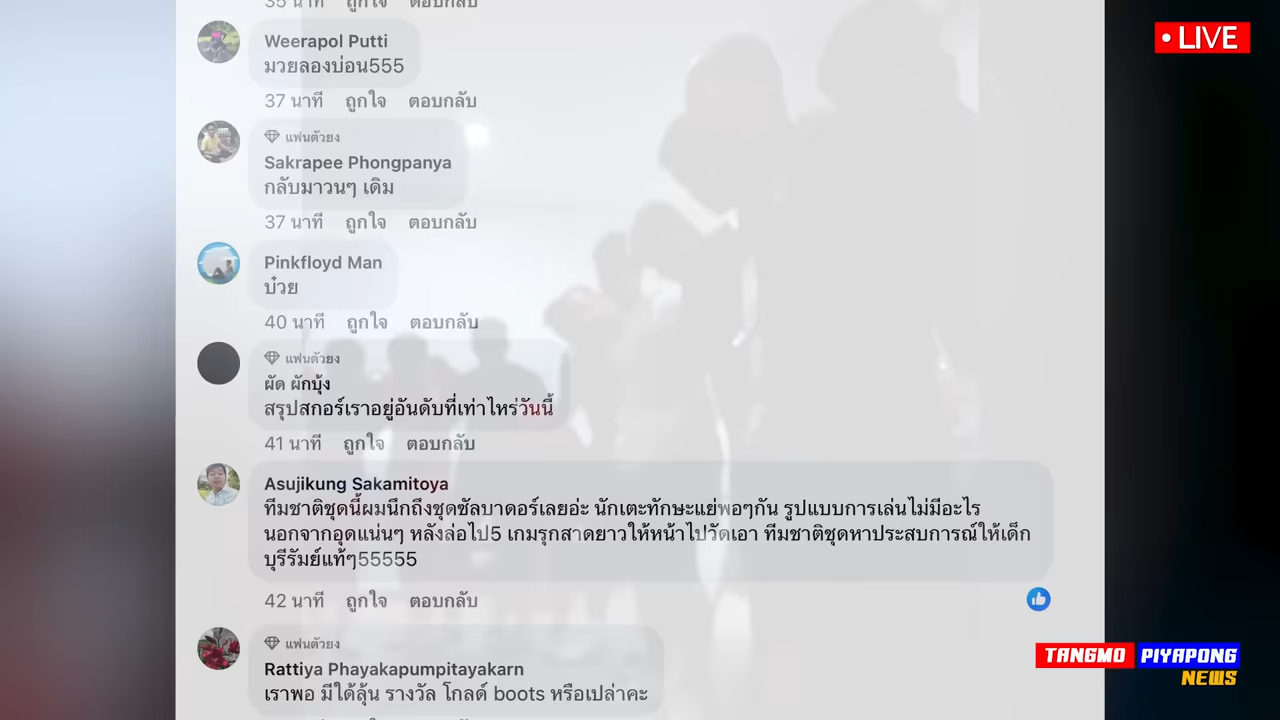 35 นาที ถูกใจ ตอบกลับ
• LIVE
Weerapol Putti
มวยลองบ่อน555
37 นาที ถูกใจ ตอบกลับ
แฟนตัวยง
Sakrapee Phongpanya
กลับมาวนๆ เดิม
37 นาที ถูกใจ ตอบกลับ
Pinkfloyd Man
บ๋วย
40 นาที ถูกใจ ตอบกลับ
แฟนตัวยง
ผัด ผักบุ้ง
สรุปสกอร์เราอยู่อันดับที่เท่าไหร่วันนี้
41 นาที ถูกใจ ตอบกลับ
Asujikung Sakamitoya
ทีมชาติชุดนี้ผมนึกถึงชุดซัลบาดอร์เลยอ่ะ นักเตะทักษะแย่พอๆกัน รูปแบบการเล่นไม่มีอะไร
นอกจากอุดแน่นๆ หลังล่อไป5 เกมรุกสาดยาวให้หน้าไปวัดเอา ทีมชาติชุดหาประสบการณ์ให้เด็ก
บุรีรัมย์แท้ๆ55555
42 นาที ถูกใจ ตอบกลับ
แฟนตัวยง
Rattiya Phayakapumpitayakarn
เราพอ มีใด้ลุ้น รางวัล โกลด์ boots หรือเปล่าคะ
TANGMO PIYAPONG
NEWS